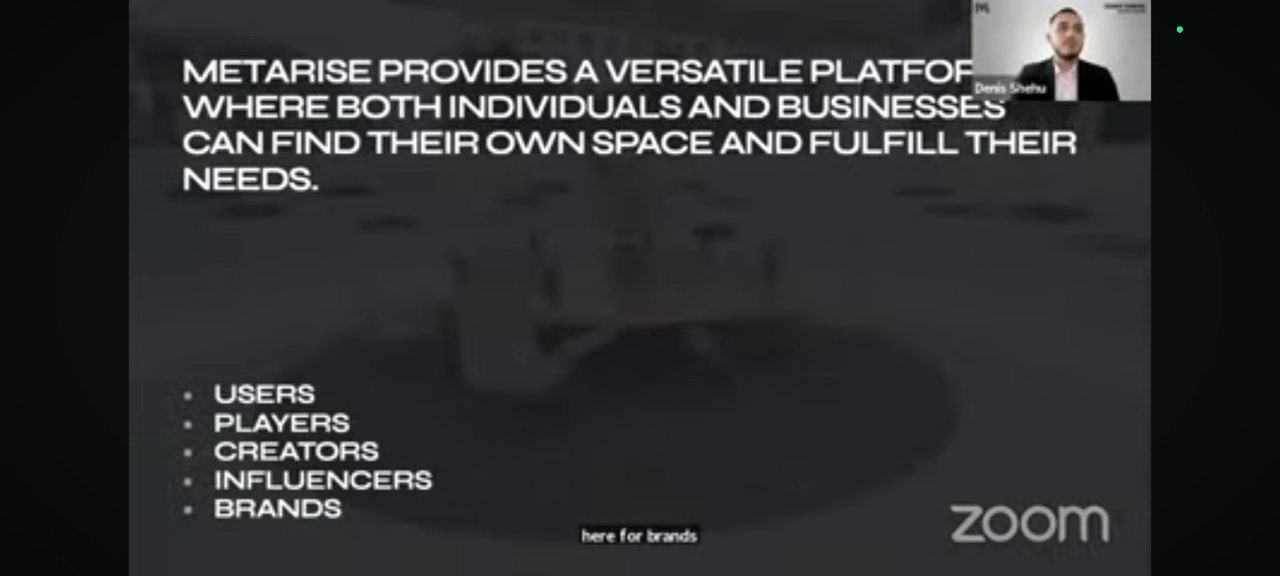 METARISE PROVIDES A VERSATILE PLATFOR
WHERE BOTH INDIVIDUALS AND BUSINESSES
CAN FIND THEIR OWN SPACE AND FULFILL THEIR
NEEDS.
Denis Shehu
USERS
PLAYERS
CREATORS
INFLUENCERS
BRANDS
here for brands
zoom